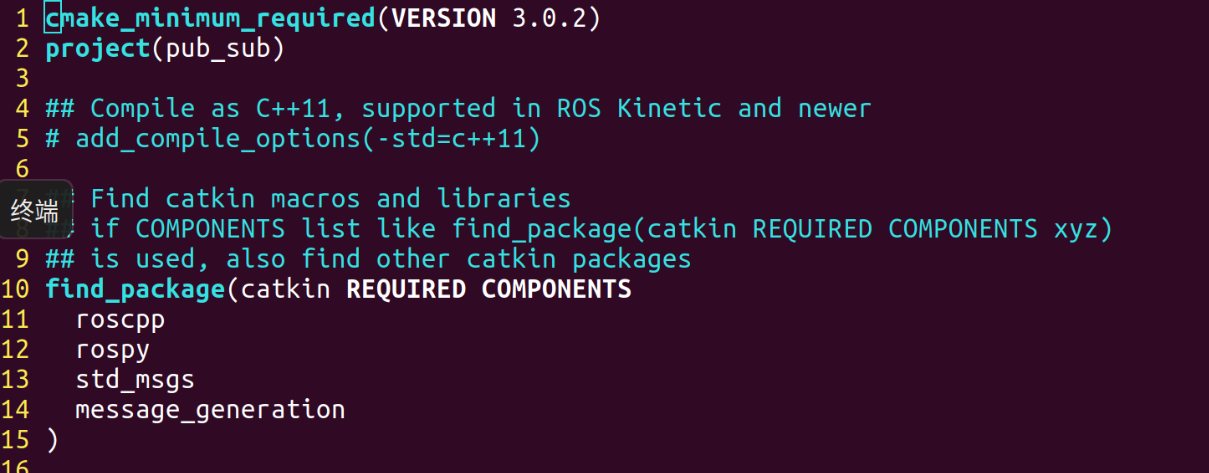 1 cmake_minimum_required(VERSION 3.0.2)
2 project(pub_sub)
3
4 ## Compile as C++11, supported in ROS Kinetic and newer
5 # add_compile_options(-std=c++11)
6
7 ## Find catkin macros and libraries
终端
8 ## if COMPONENTS list like find_package(catkin REQUIRED COMPONENTS xyz)
9 ## is used, also find other catkin packages
10 find_package(catkin REQUIRED COMPONENTS
11   roscpp
12   rospy
13   std_msgs
14   message_generation
15 )
16